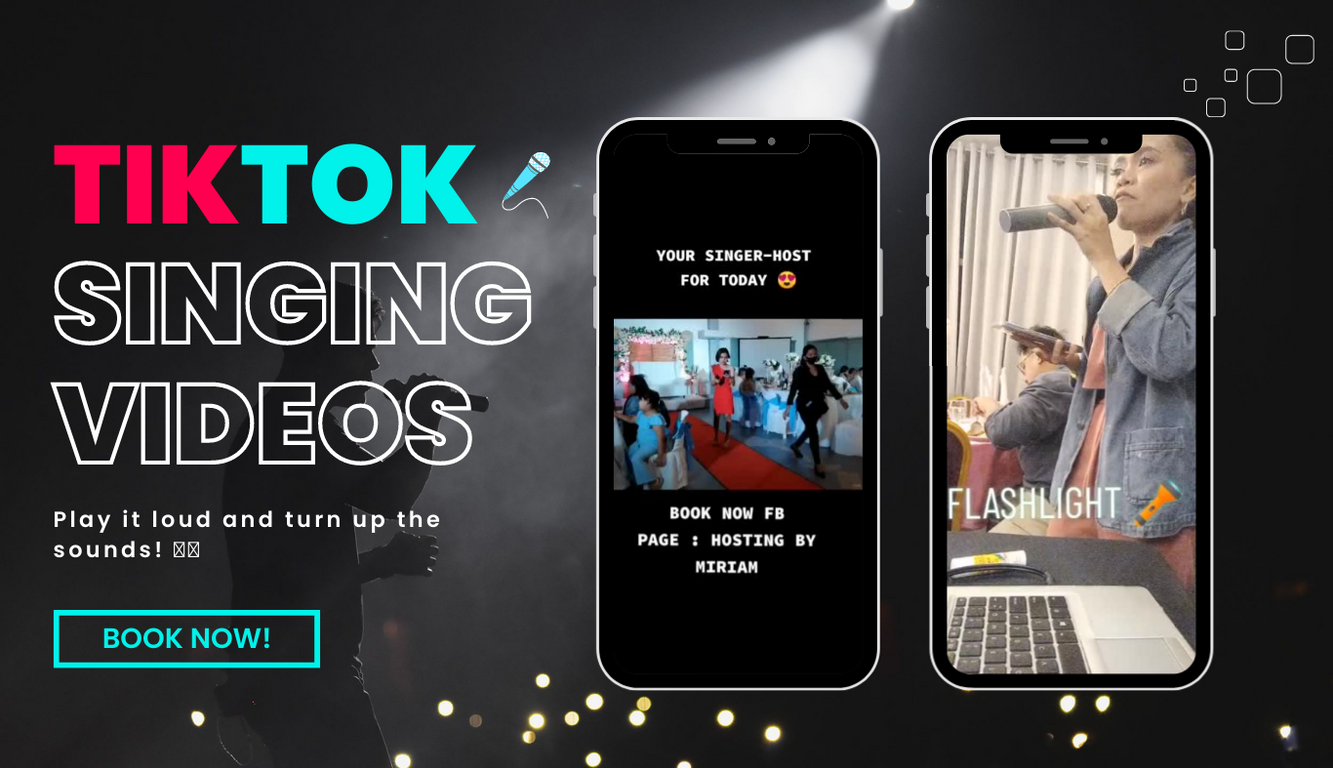 TIKTOK
SINGING
VIDEOS
Play it loud and turn up the
sounds!
BOOK NOW!
YOUR SINGER-HOST
FOR TODAY 😍
BOOK NOW FB
PAGE : HOSTING BY
MIRIAM
FLASHLIGHT 🔦